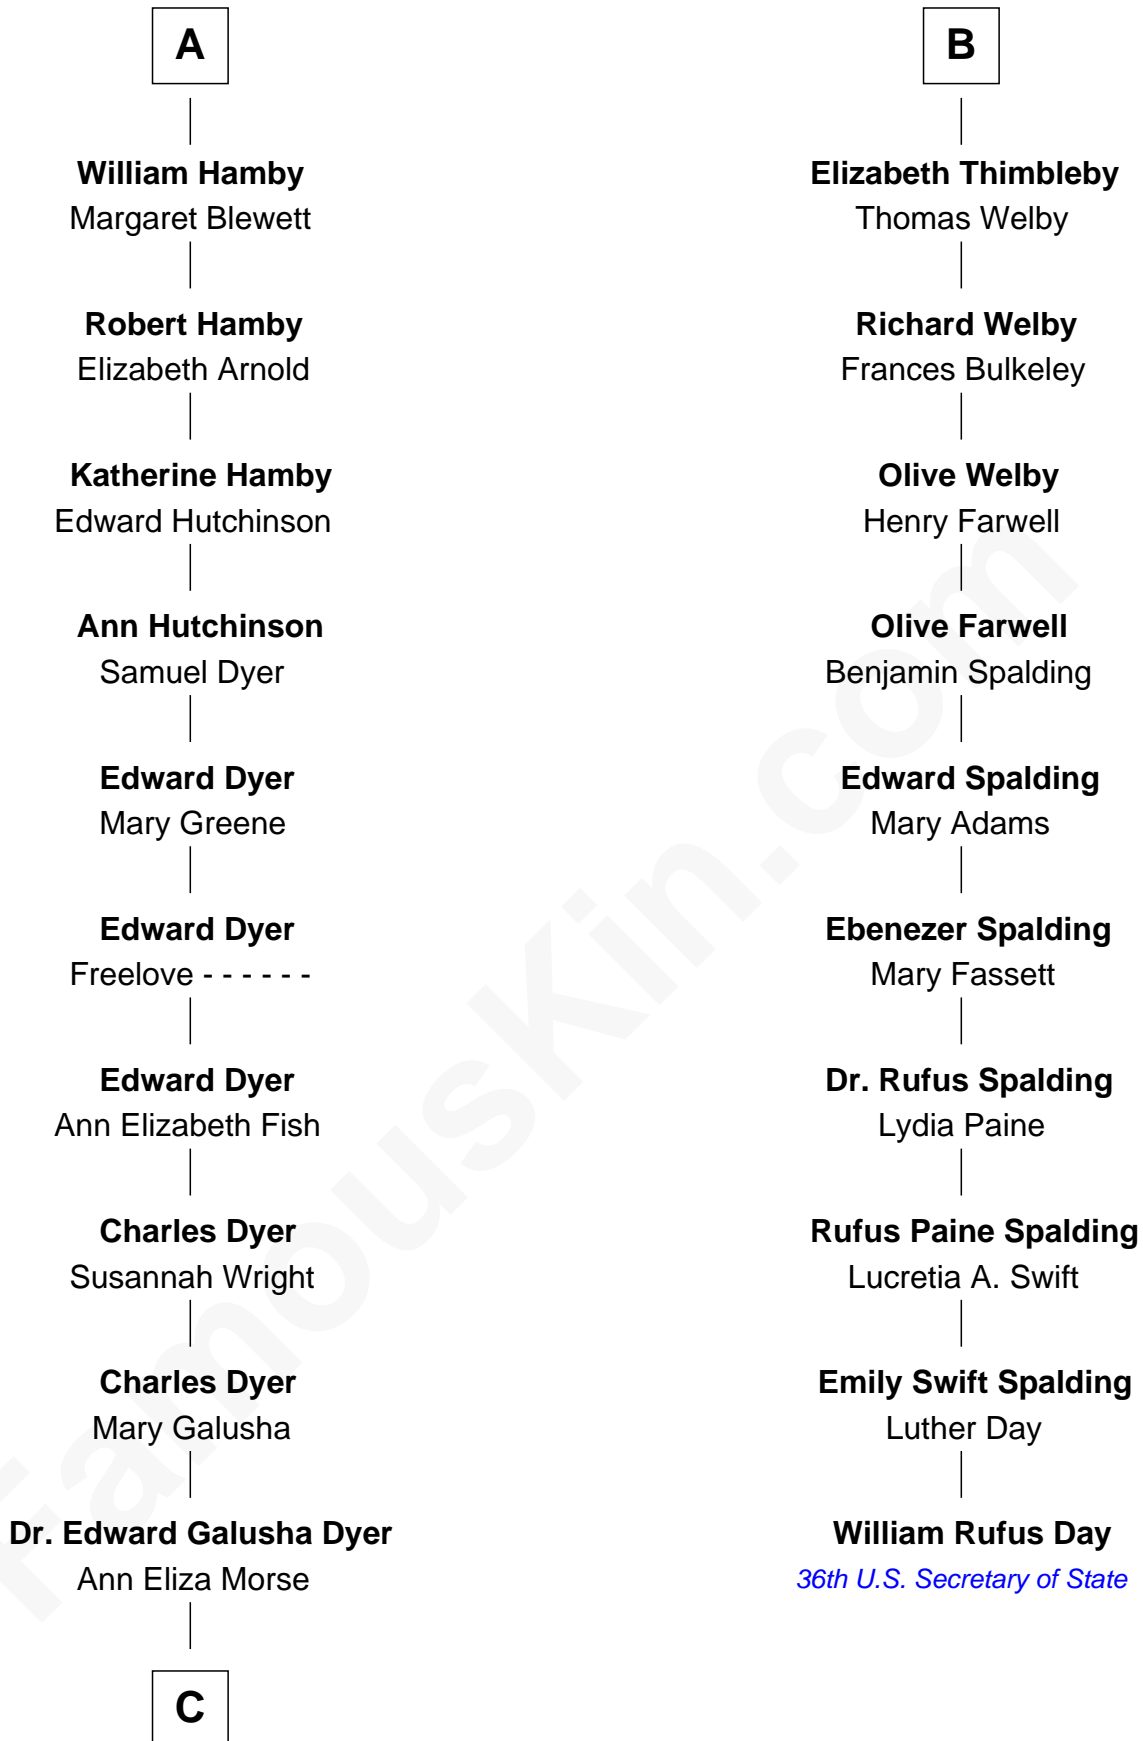 A
William Hamby
Margaret Blewett
Robert Hamby
Elizabeth Arnold
Katherine Hamby
Edward Hutchinson
Ann Hutchinson
Samuel Dyer
Edward Dyer
Mary Greene
Edward Dyer
Freelove - - - - - -
Edward Dyer
Ann Elizabeth Fish
Charles Dyer
Susannah Wright
Charles Dyer
Mary Galusha
Dr. Edward Galusha Dyer
Ann Eliza Morse
C
B
Elizabeth Thimbleby
Thomas Welby
Richard Welby
Frances Bulkeley
Olive Welby
Henry Farwell
Olive Farwell
Benjamin Spalding
Edward Spalding
Mary Adams
Ebenezer Spalding
Mary Fassett
Dr. Rufus Spalding
Lydia Paine
Rufus Paine Spalding
Lucretia A. Swift
Emily Swift Spalding
Luther Day
William Rufus Day
36th U.S. Secretary of State
FamousKin.com